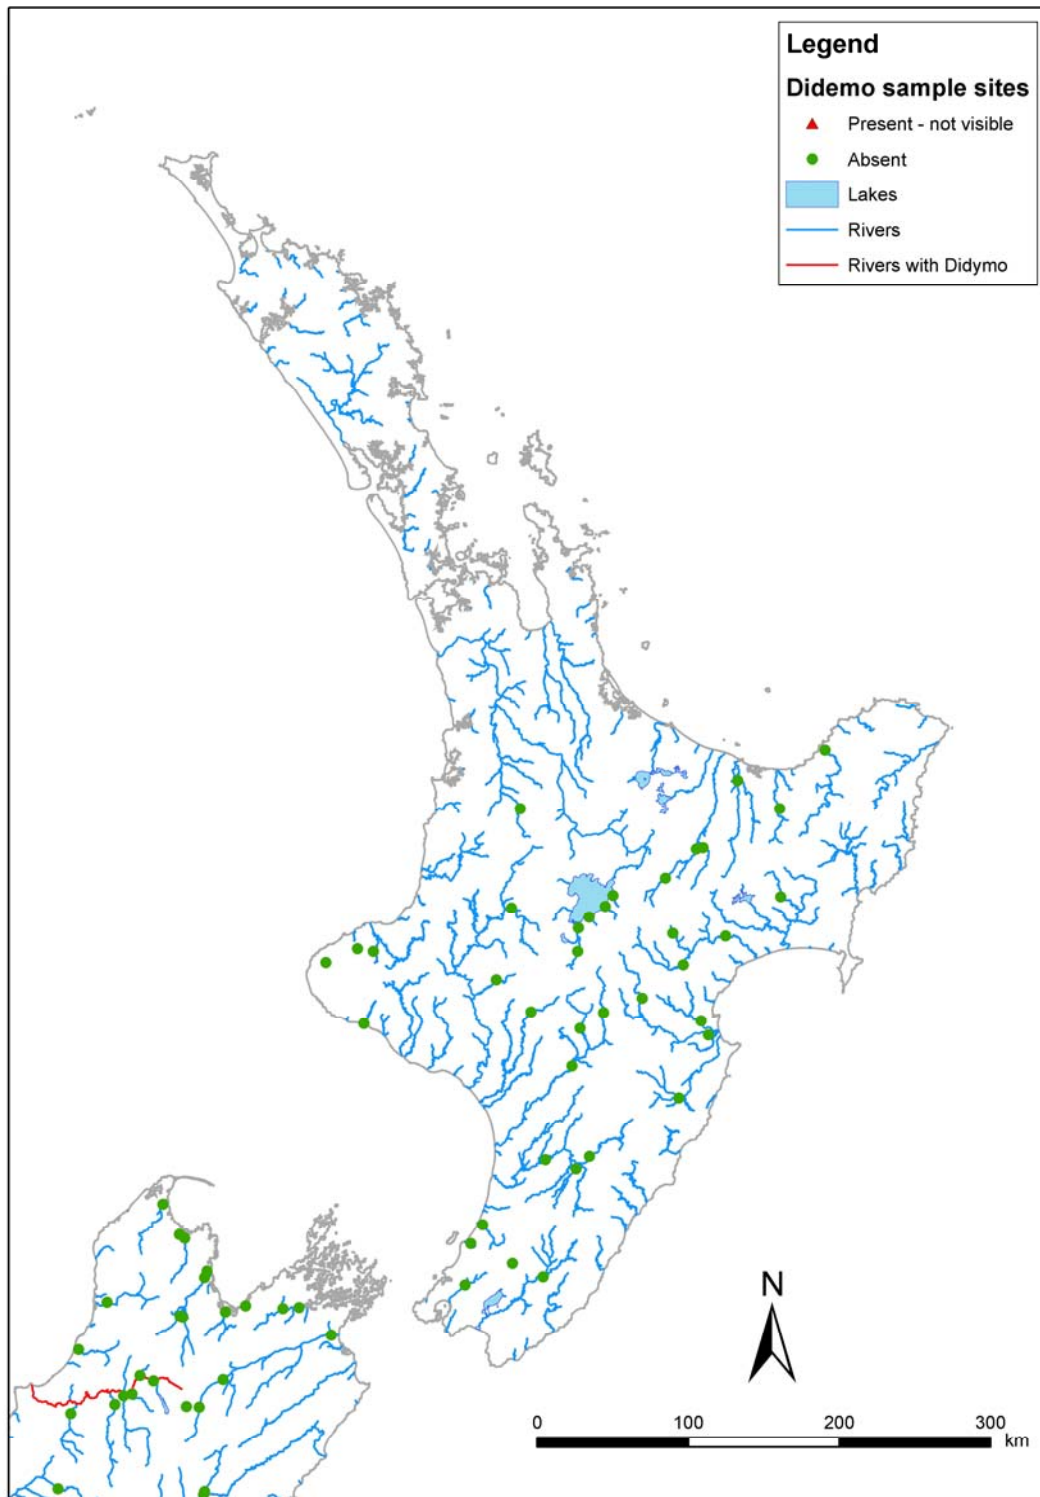 Legend
Didemo sample sites
Present - not visible
Absent
Lakes
Rivers
Rivers with Didymo
N
0 100 200 300
km